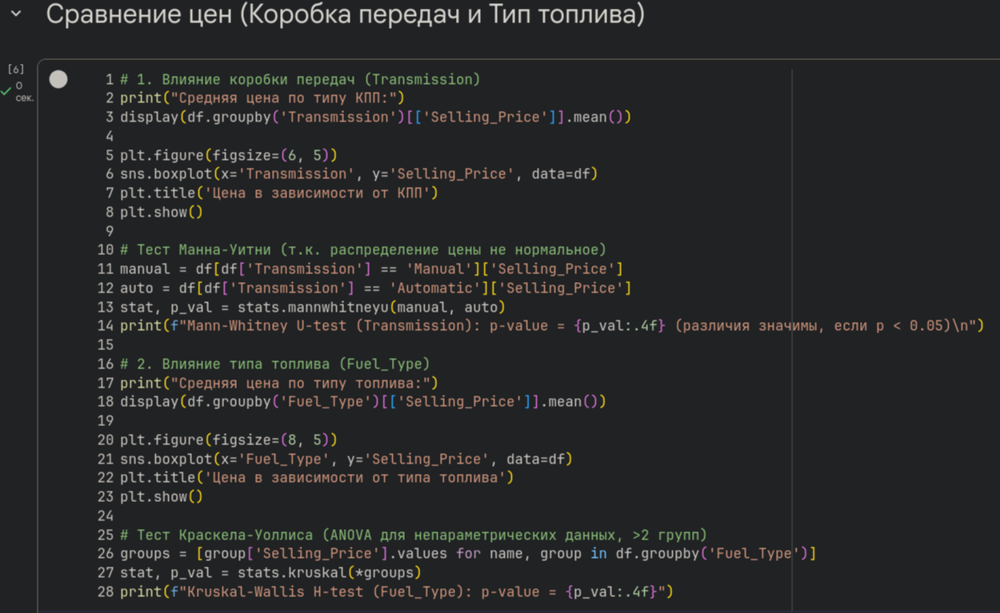 Сравнение цен (Коробка передач и Тип топлива)
[6]
0
сек.
1 # 1. Влияние коробки передач (Transmission)
2 print("Средняя цена по типу КПП:")
3 display(df.groupby('Transmission')[['Selling_Price']].mean())
4
5 plt.figure(figsize=(6, 5))
6 sns.boxplot(x='Transmission', y='Selling_Price', data=df)
7 plt.title('Цена в зависимости от КПП')
8 plt.show()
9
10 # Тест Манна-Уитни (т.к. распределение цены не нормальное)
11 manual = df[df['Transmission'] == 'Manual']['Selling_Price']
12 auto = df[df['Transmission'] == 'Automatic']['Selling_Price']
13 stat, p_val = stats.mannwhitneyu(manual, auto)
14 print(f"Mann-Whitney U-test (Transmission): p-value = {p_val:.4f} (различия значимы, если p < 0.05)\n")
15
16 # 2. Влияние типа топлива (Fuel_Type)
17 print("Средняя цена по типу топлива:")
18 display(df.groupby('Fuel_Type')[['Selling_Price']].mean())
19
20 plt.figure(figsize=(8, 5))
21 sns.boxplot(x='Fuel_Type', y='Selling_Price', data=df)
22 plt.title('Цена в зависимости от типа топлива')
23 plt.show()
24
25 # Тест Краскела-Уоллиса (ANOVA для непараметрических данных, >2 групп)
26 groups = [group['Selling_Price'].values for name, group in df.groupby('Fuel_Type')]
27 stat, p_val = stats.kruskal(*groups)
28 print(f"Kruskal-Wallis H-test (Fuel_Type): p-value = {p_val:.4f}")